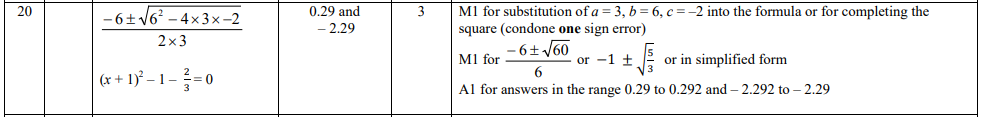 20
-6 ± √6² - 4×3×-2
2×3
(x + 1)² – 1 – 2/3 = 0
0.29 and
– 2.29
3
M1 for substitution of a = 3, b = 6, c = –2 into the formula or for completing the
square (condone one sign error)
M1 for -6 ± √60 / 6 or –1 ± √5/3 or in simplified form
A1 for answers in the range 0.29 to 0.292 and – 2.292 to – 2.29